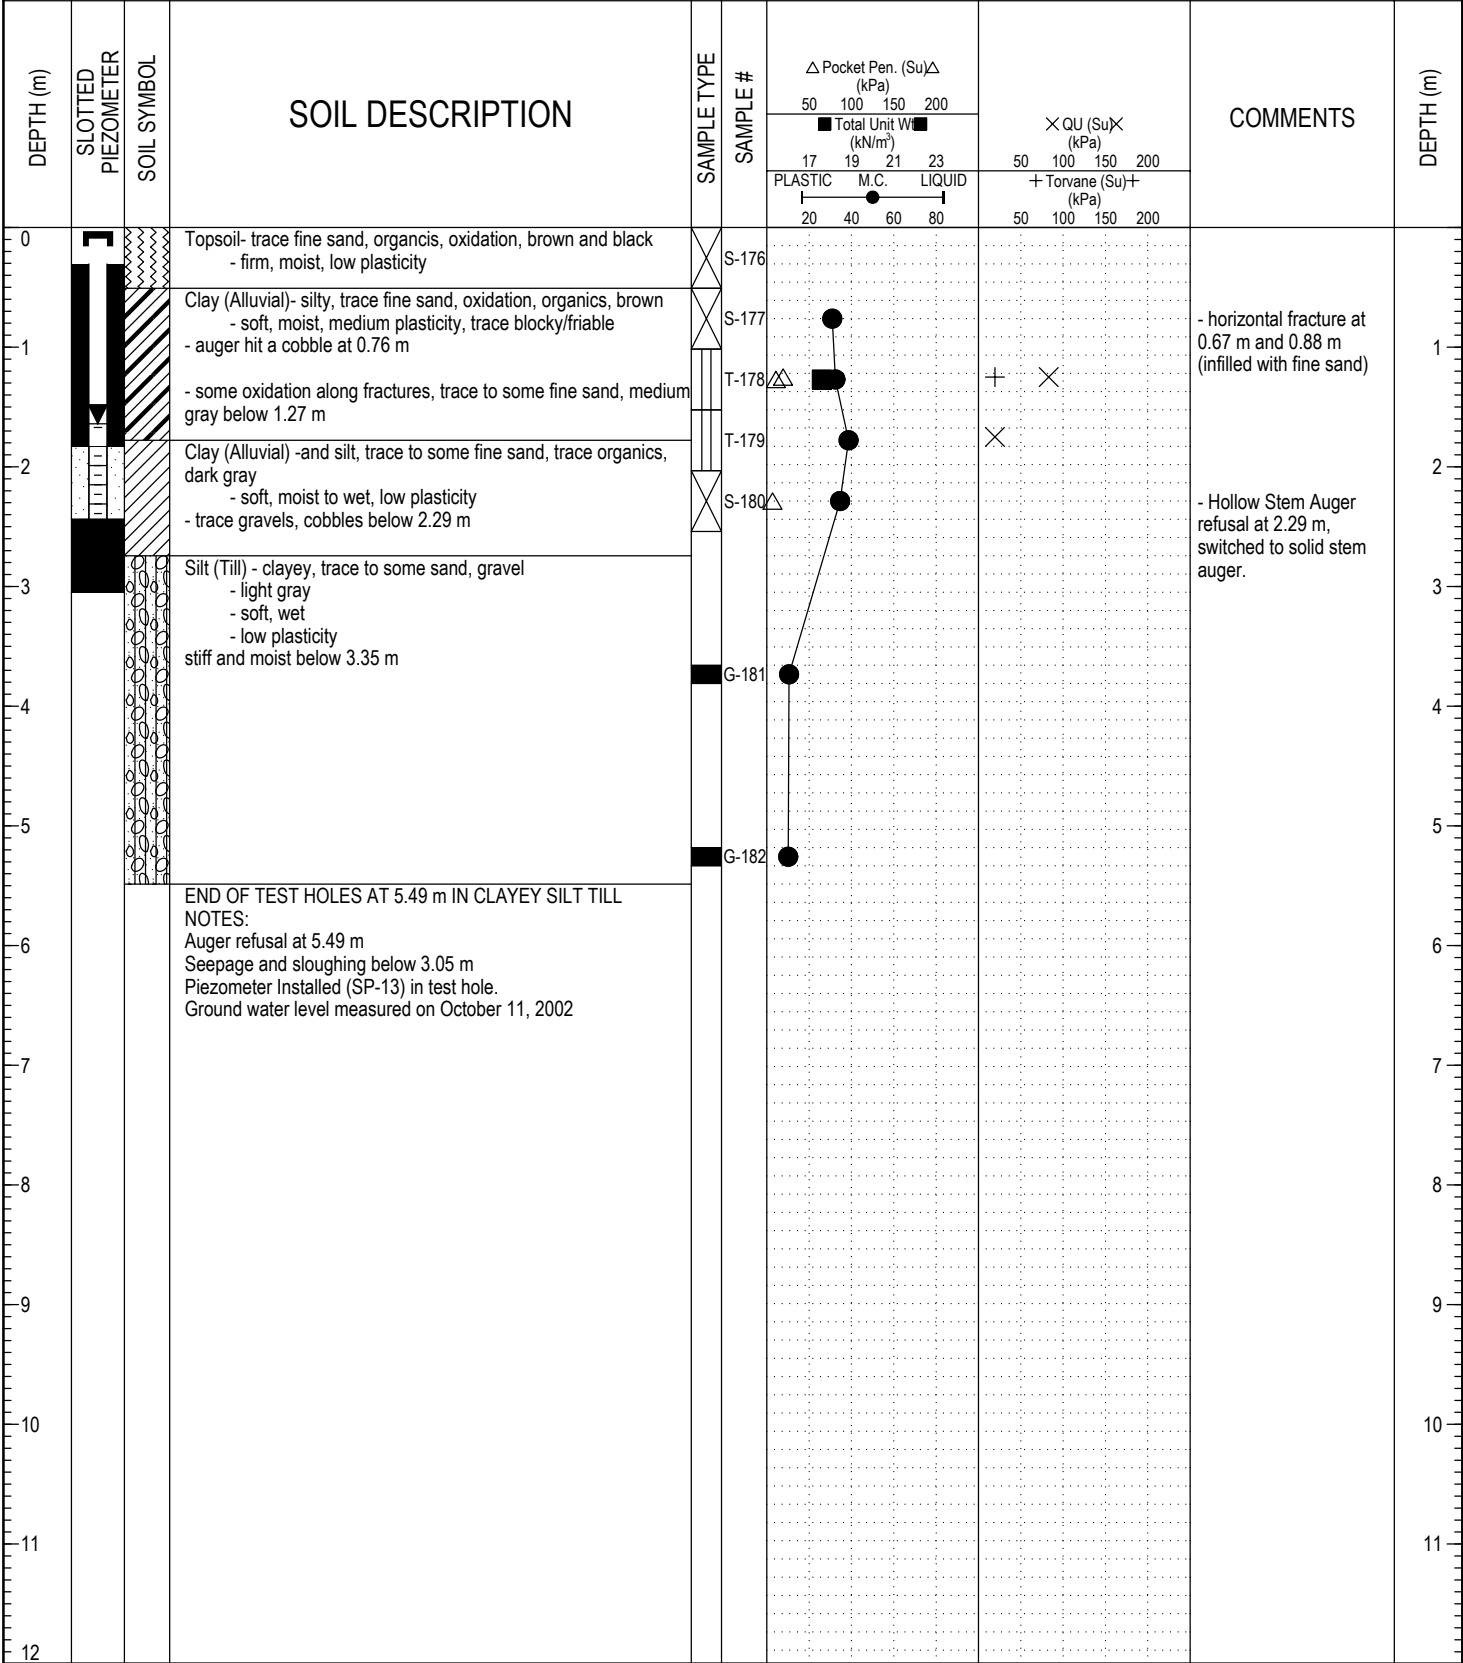 DEPTH (m)
SLOTTED
PIEZOMETER
SOIL SYMBOL
SOIL DESCRIPTION
SAMPLE TYPE
SAMPLE #
Pocket Pen. (Su)
(kPa)
50 100 150 200
Total Unit Wt
(kN/m³)
17 19 21 23
PLASTIC M.C. LIQUID
20 40 60 80
QU (Su)
(kPa)
50 100 150 200
Torvane (Su)
(kPa)
50 100 150 200
COMMENTS
DEPTH (m)
0
Topsoil- trace fine sand, organcis, oxidation, brown and black
- firm, moist, low plasticity
S-176
Clay (Alluvial)- silty, trace fine sand, oxidation, organics, brown
- soft, moist, medium plasticity, trace blocky/friable
- auger hit a cobble at 0.76 m
S-177
- horizontal fracture at
0.67 m and 0.88 m
(infilled with fine sand)
1 1
- some oxidation along fractures, trace to some fine sand, medium
gray below 1.27 m
T-178
Clay (Alluvial) -and silt, trace to some fine sand, trace organics,
dark gray
- soft, moist to wet, low plasticity
- trace gravels, cobbles below 2.29 m
T-179
2 2
S-180
- Hollow Stem Auger
refusal at 2.29 m,
switched to solid stem
auger.
Silt (Till) - clayey, trace to some sand, gravel
- light gray
- soft, wet
- low plasticity
stiff and moist below 3.35 m
3 3
G-181
4 4
5 5
G-182
END OF TEST HOLES AT 5.49 m IN CLAYEY SILT TILL
NOTES:
Auger refusal at 5.49 m
Seepage and sloughing below 3.05 m
Piezometer Installed (SP-13) in test hole.
Ground water level measured on October 11, 2002
6 6
7 7
8 8
9 9
10 10
11 11
12